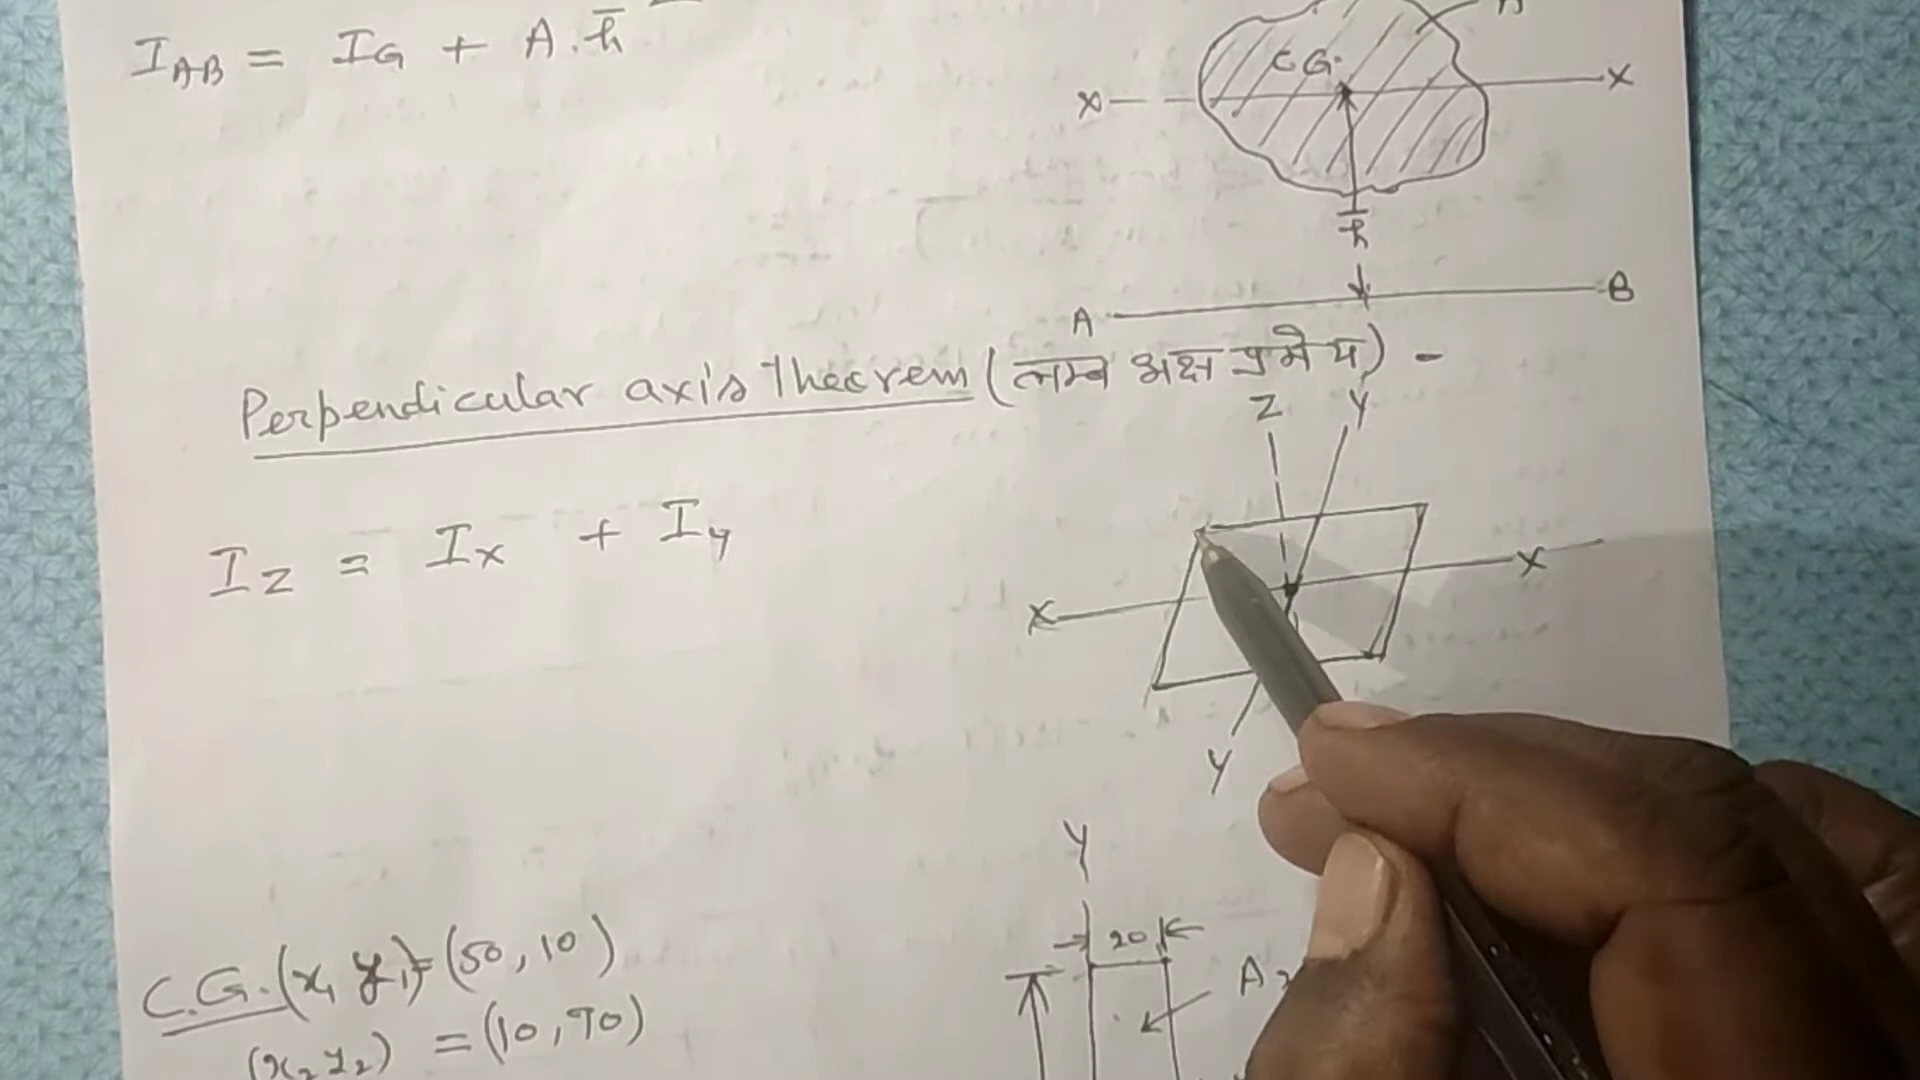 I_AB = I_G + A.h̄
C.G.
X X
h̄
A B
Perpendicular axis Theorem (लम्ब अक्ष प्रमेय) -
Z Y
I_Z = I_X + I_y
X X
Y
Y
20
C.G. (x₁ y₁) = (50, 10)
(x₂ y₂) = (10, 70)